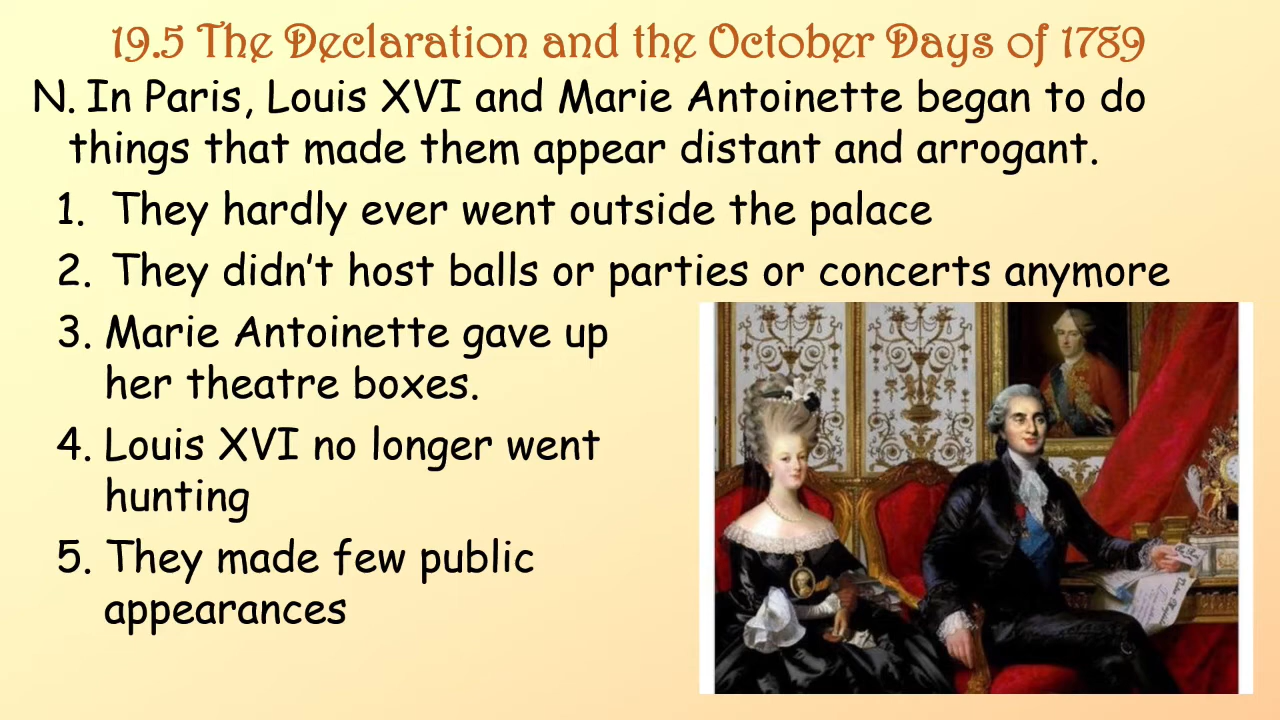 19.5 The Declaration and the October Days of 1789
N. In Paris, Louis XVI and Marie Antoinette began to do
things that made them appear distant and arrogant.
1. They hardly ever went outside the palace
2. They didn’t host balls or parties or concerts anymore
3. Marie Antoinette gave up
her theatre boxes.
4. Louis XVI no longer went
hunting
5. They made few public
appearances